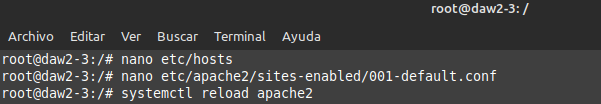 root@daw2-3: /
Archivo Editar Ver Buscar Terminal Ayuda
root@daw2-3:/# nano etc/hosts
root@daw2-3:/# nano etc/apache2/sites-enabled/001-default.conf
root@daw2-3:/# systemctl reload apache2